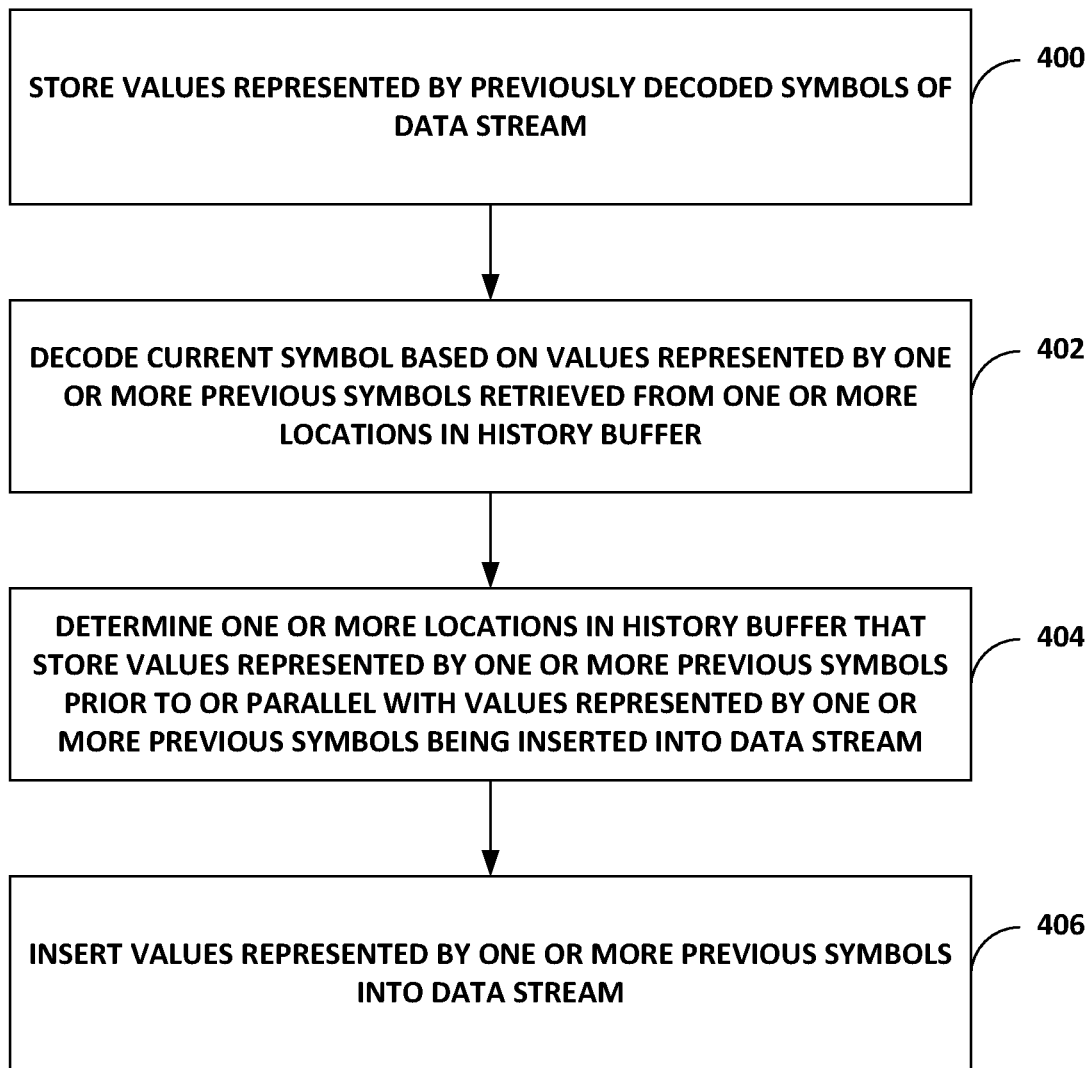 STORE VALUES REPRESENTED BY PREVIOUSLY DECODED SYMBOLS OF
DATA STREAM
400
DECODE CURRENT SYMBOL BASED ON VALUES REPRESENTED BY ONE
OR MORE PREVIOUS SYMBOLS RETRIEVED FROM ONE OR MORE
LOCATIONS IN HISTORY BUFFER
402
DETERMINE ONE OR MORE LOCATIONS IN HISTORY BUFFER THAT
STORE VALUES REPRESENTED BY ONE OR MORE PREVIOUS SYMBOLS
PRIOR TO OR PARALLEL WITH VALUES REPRESENTED BY ONE OR
MORE PREVIOUS SYMBOLS BEING INSERTED INTO DATA STREAM
404
INSERT VALUES REPRESENTED BY ONE OR MORE PREVIOUS SYMBOLS
INTO DATA STREAM
406